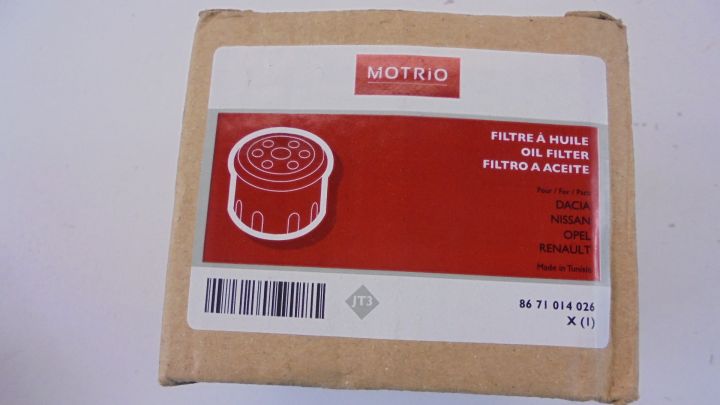 MOTRiO
FILTRE À HUILE
OIL FILTER
FILTRO A ACEITE
Pour / For / Para
DACIA
NISSAN
OPEL
RENAULT
Made in Tunisia
JT3
86 71 014 026
X (1)